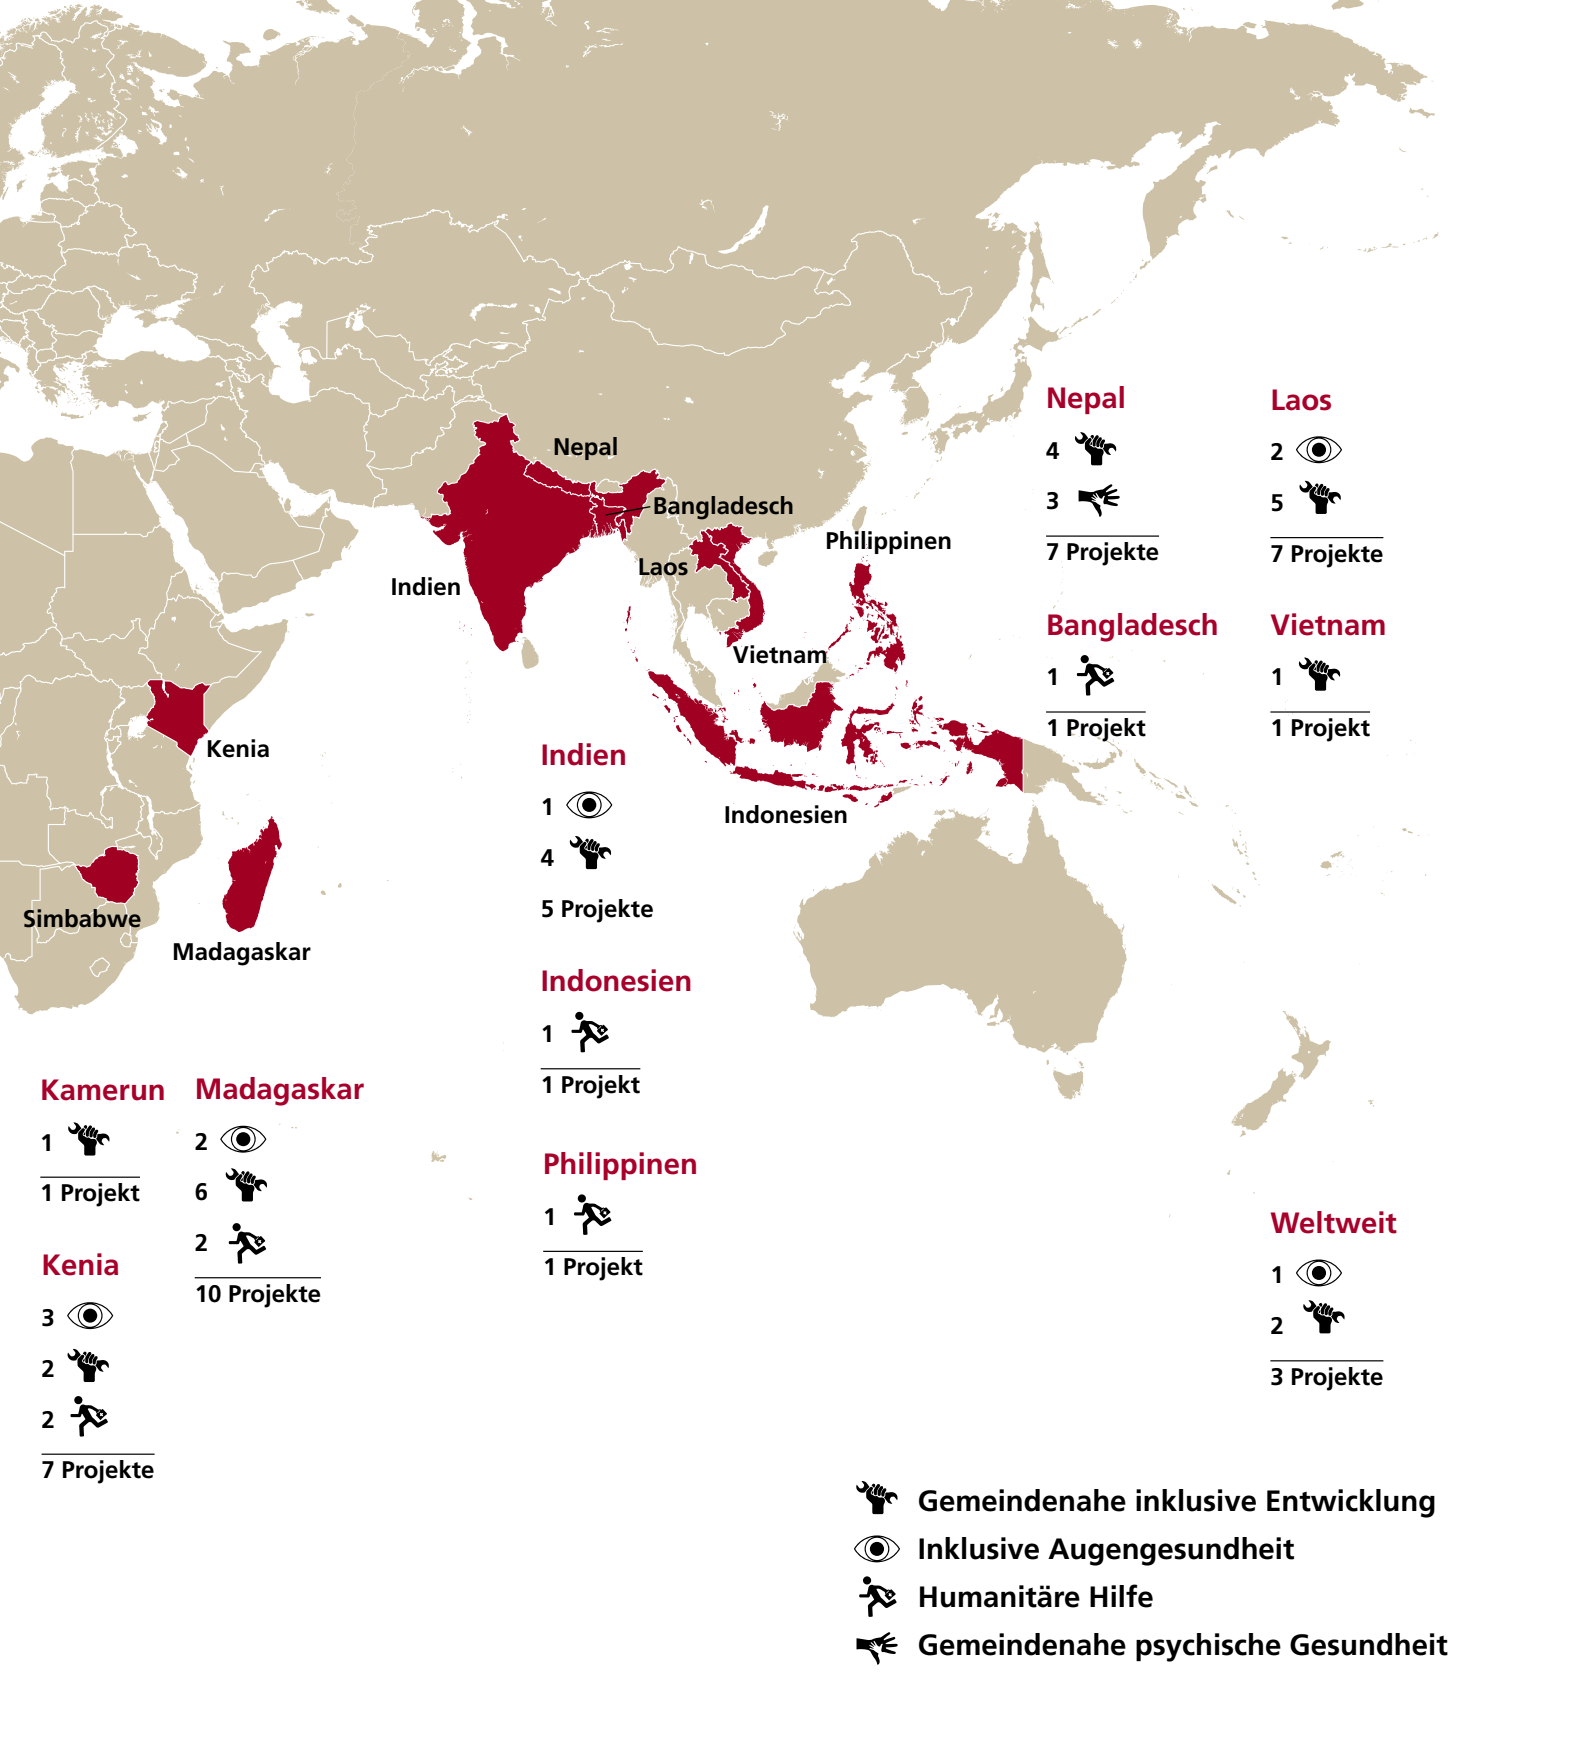 Nepal
Bangladesch
Philippinen
Laos
Indien
Vietnam
Kenia
Indonesien
Simbabwe
Madagaskar
Nepal
4
3
7 Projekte
Laos
2
5
7 Projekte
Bangladesch
1
1 Projekt
Vietnam
1
1 Projekt
Indien
1
4
5 Projekte
Indonesien
1
1 Projekt
Philippinen
1
1 Projekt
Kamerun
1
1 Projekt
Madagaskar
2
6
2
10 Projekte
Kenia
3
2
2
7 Projekte
Weltweit
1
2
3 Projekte
Gemeindenahe inklusive Entwicklung
Inklusive Augengesundheit
Humanitäre Hilfe
Gemeindenahe psychische Gesundheit